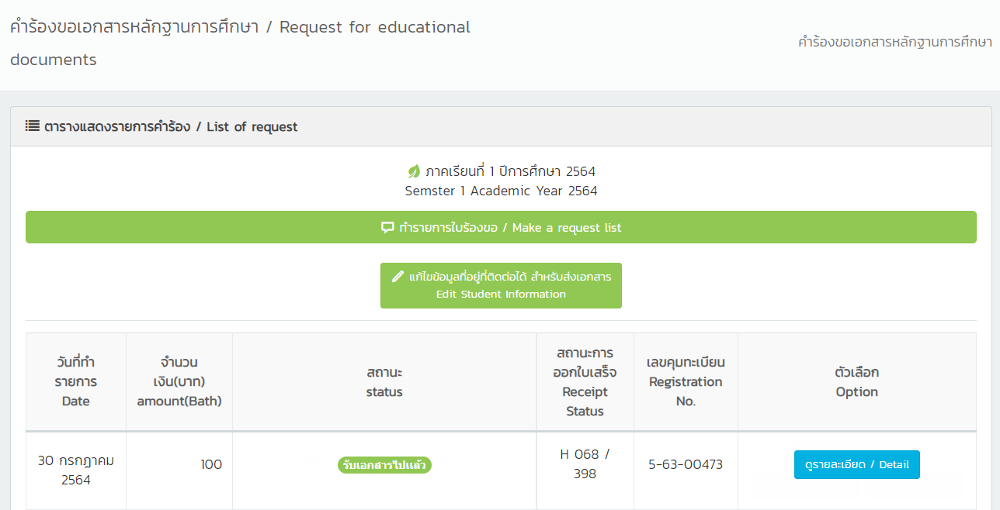 คำร้องขอเอกสารหลักฐานการศึกษา / Request for educational
documents
คำร้องขอเอกสารหลักฐานการศึกษา
ตารางแสดงรายการคำร้อง / List of request
ภาคเรียนที่ 1 ปีการศึกษา 2564
Semster 1 Academic Year 2564
ทำรายการใบร้องขอ / Make a request list
แก้ไขข้อมูลที่อยู่ที่ติดต่อได้ สำหรับส่งเอกสาร
Edit Student Information
วันที่ทำ
รายการ
Date
จำนวน
เงิน(บาท)
amount(Bath)
สถานะ
status
สถานะการ
ออกใบเสร็จ
Receipt
Status
เลขคุมทะเบียน
Registration
No.
ตัวเลือก
Option
30 กรกฎาคม
2564
100
รับเอกสารไปแล้ว
H 068 /
398
5-63-00473
ดูรายละเอียด / Detail